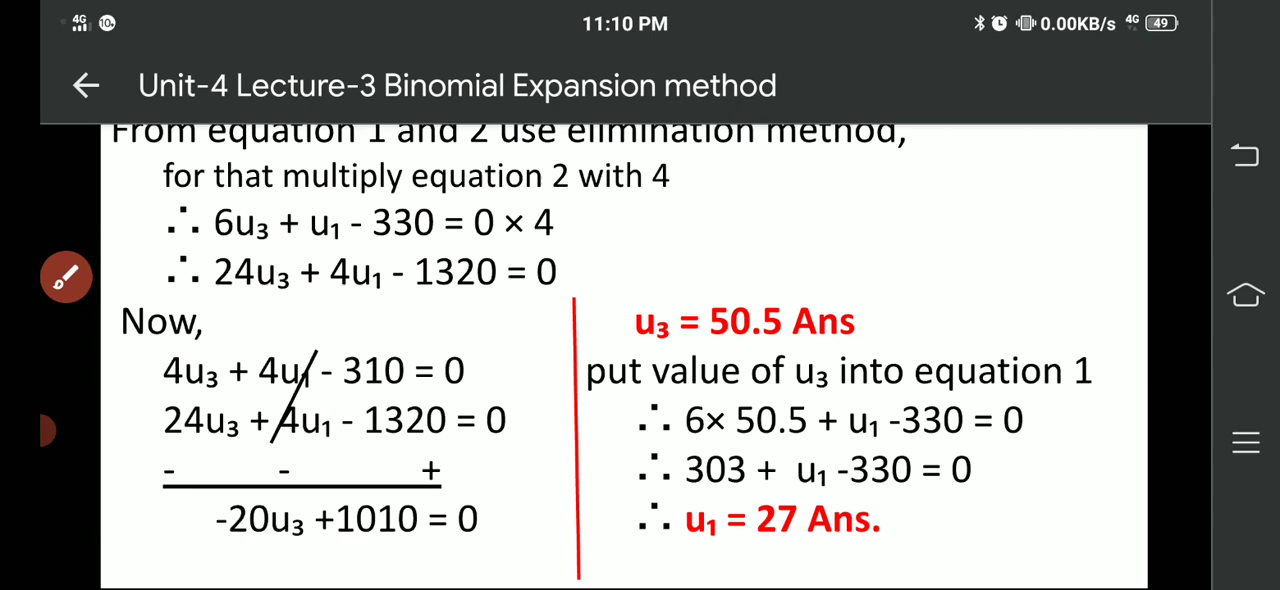 4G 10+ 11:10 PM 0.00KB/s 4G 49
Unit-4 Lecture-3 Binomial Expansion method
From equation 1 and 2 use elimination method,
for that multiply equation 2 with 4
∴ 6u₃ + u₁ - 330 = 0 × 4
∴ 24u₃ + 4u₁ - 1320 = 0
Now,
4u₃ + 4u₁ - 310 = 0
24u₃ + 4u₁ - 1320 = 0
- - +
-20u₃ +1010 = 0
u₃ = 50.5 Ans
put value of u₃ into equation 1
∴ 6× 50.5 + u₁ -330 = 0
∴ 303 + u₁ -330 = 0
∴ u₁ = 27 Ans.